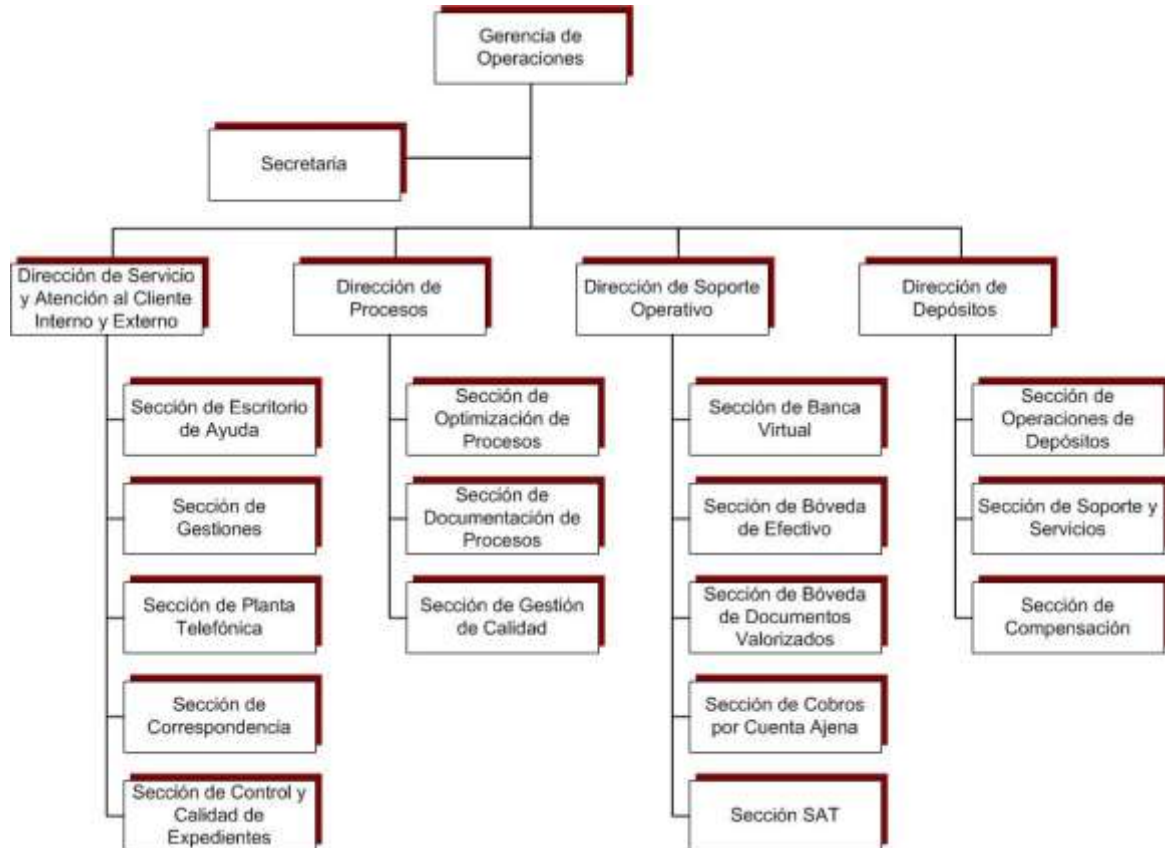 Gerencia de
Operaciones
Secretaria
Dirección de Servicio
y Atención al Cliente
Interno y Externo
Dirección de
Procesos
Dirección de Soporte
Operativo
Dirección de
Depósitos
Sección de Escritorio
de Ayuda
Sección de
Gestiones
Sección de Planta
Telefónica
Sección de
Correspondencia
Sección de Control y
Calidad de
Expedientes
Sección de
Optimización de
Procesos
Sección de
Documentación de
Procesos
Sección de Gestión
de Calidad
Sección de Banca
Virtual
Sección de Bóveda
de Efectivo
Sección de Bóveda
de Documentos
Valorizados
Sección de Cobros
por Cuenta Ajena
Sección SAT
Sección de
Operaciones de
Depósitos
Sección de Soporte y
Servicios
Sección de
Compensación